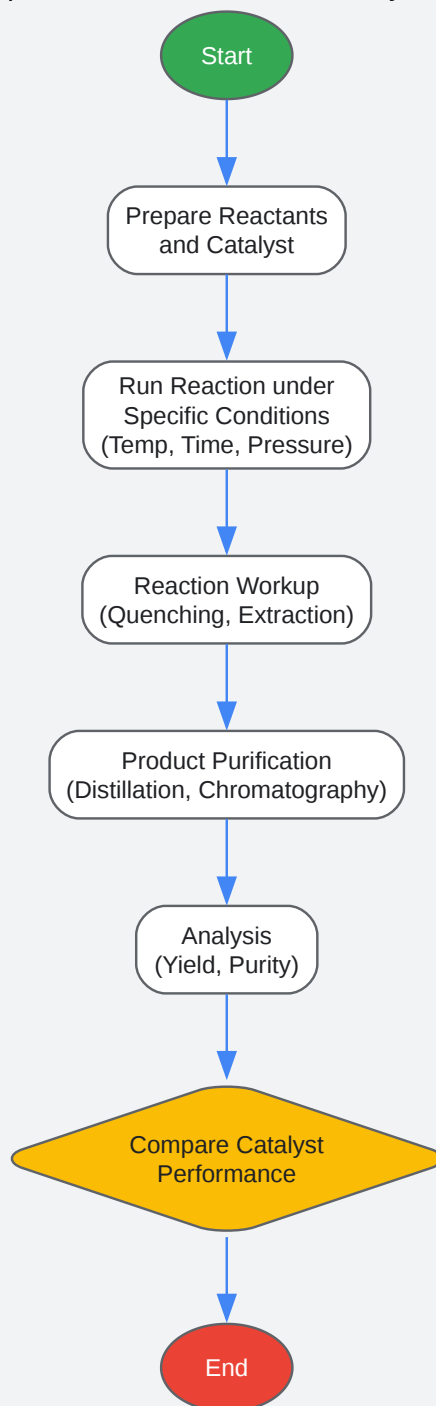 Start
Prepare Reactants
and Catalyst
Run Reaction under
Specific Conditions
(Temp, Time, Pressure)
Reaction Workup
(Quenching, Extraction)
Product Purification
(Distillation, Chromatography)
Analysis
(Yield, Purity)
Compare Catalyst
Performance
End